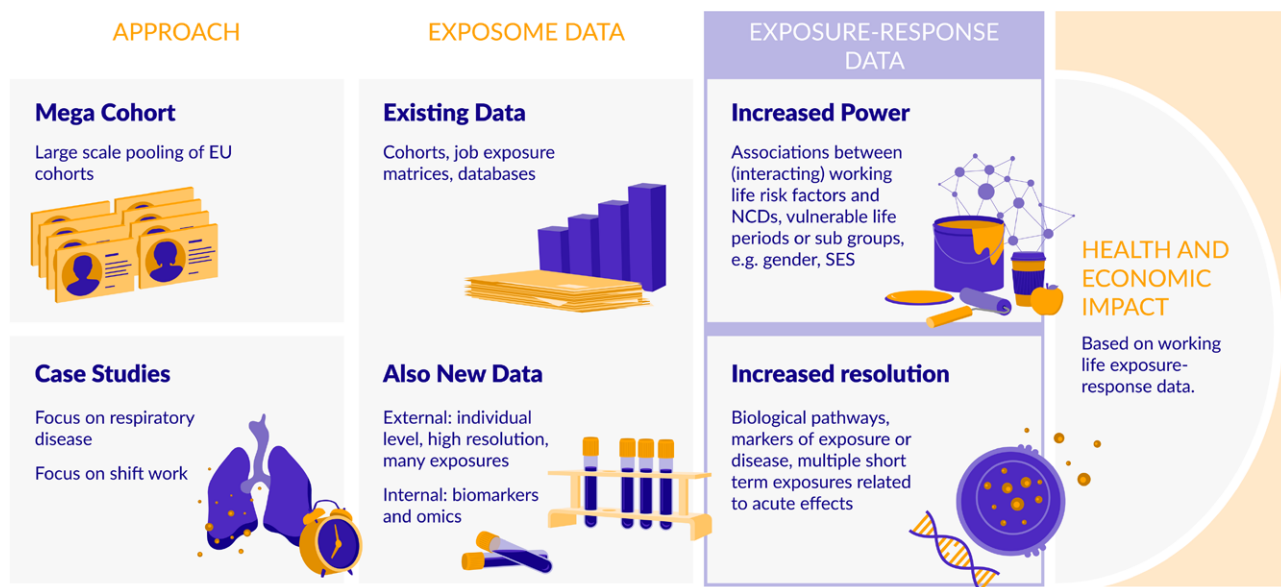 APPROACH
Mega Cohort
Large scale pooling of EU
cohorts
Case Studies
Focus on respiratory
disease
Focus on shift work
EXPOSOME DATA
Existing Data
Cohorts, job exposure
matrices, databases
Also New Data
External: individual
level, high resolution,
many exposures
Internal: biomarkers
and omics
EXPOSURE-RESPONSE
DATA
Increased Power
Associations between
(interacting) working
life risk factors and
NCDs, vulnerable life
periods or sub groups,
e.g. gender, SES
Increased resolution
Biological pathways,
markers of exposure or
disease, multiple short
term exposures related
to acute effects
HEALTH AND
ECONOMIC
IMPACT
Based on working
life exposure-
response data.